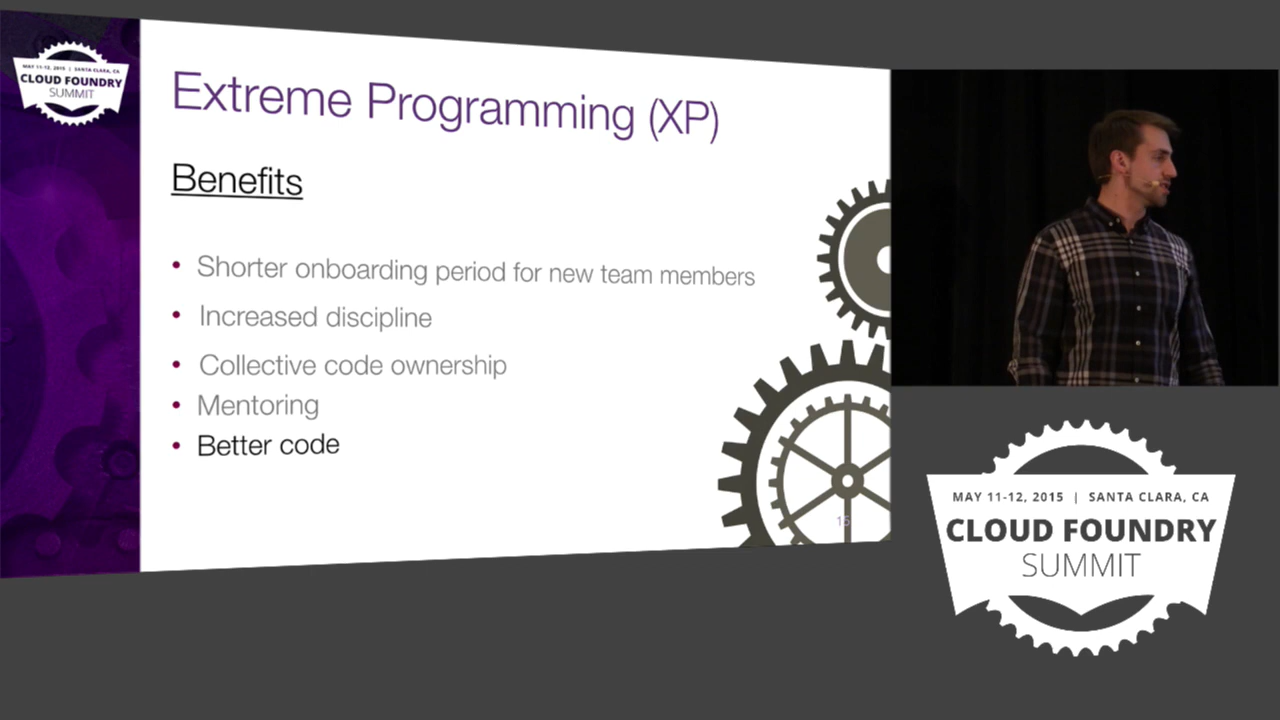 MAY 11-12, 2015 | SANTA CLARA, CA
CLOUD FOUNDRY
SUMMIT
Extreme Programming (XP)
Benefits
• Shorter onboarding period for new team members
• Increased discipline
• Collective code ownership
• Mentoring
• Better code
15
MAY 11-12, 2015 | SANTA CLARA, CA
CLOUD FOUNDRY
SUMMIT